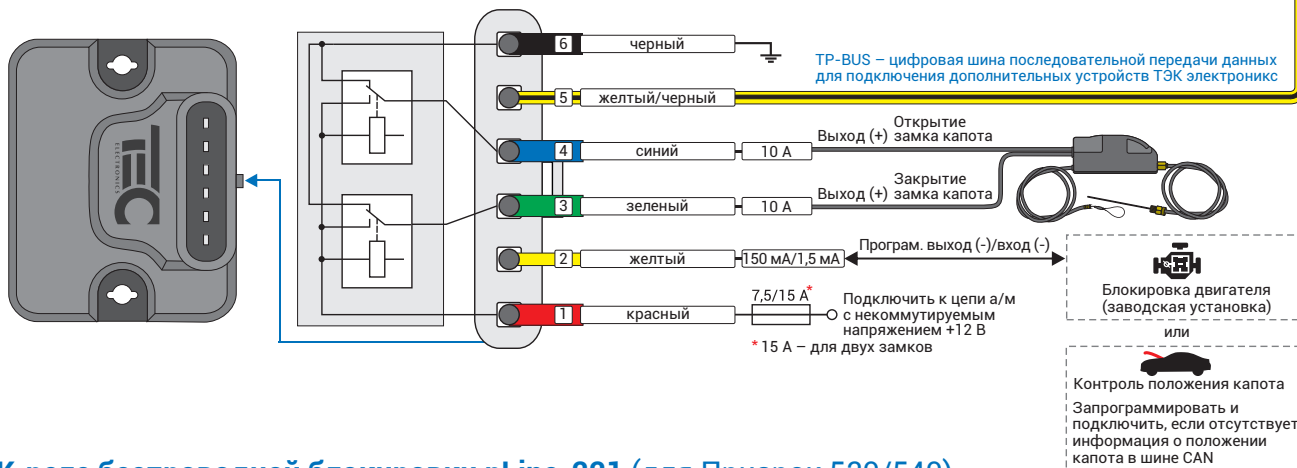 TEC
ELECTRONICS
6 черный
TP-BUS – цифровая шина последовательной передачи данных
для подключения дополнительных устройств ТЭК электроникс
5 желтый/черный
Открытие
Выход (+) замка капота
4 синий 10 А
Закрытие
Выход (+) замка капота
3 зеленый 10 А
Програм. выход (-)/вход (-)
2 желтый 150 мА/1,5 мА
Блокировка двигателя
(заводская установка)
или
1 красный
7,5/15 А*
Подключить к цепи а/м
с некоммутируемым
напряжением +12 В
* 15 А – для двух замков
Контроль положения капота
Запрограммировать и
подключить, если отсутствует
информация о положении
капота в шине CAN